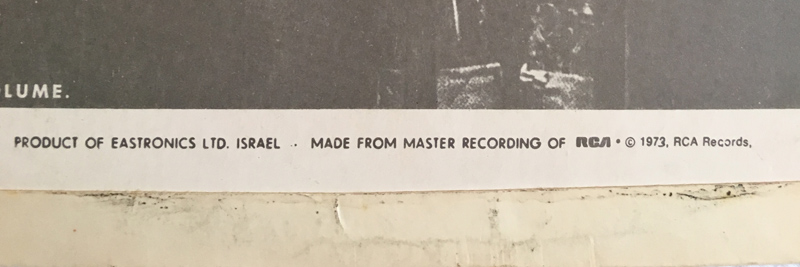 LUME.
PRODUCT OF EASTRONICS LTD. ISRAEL · MADE FROM MASTER RECORDING OF RCA • © 1973, RCA Records,